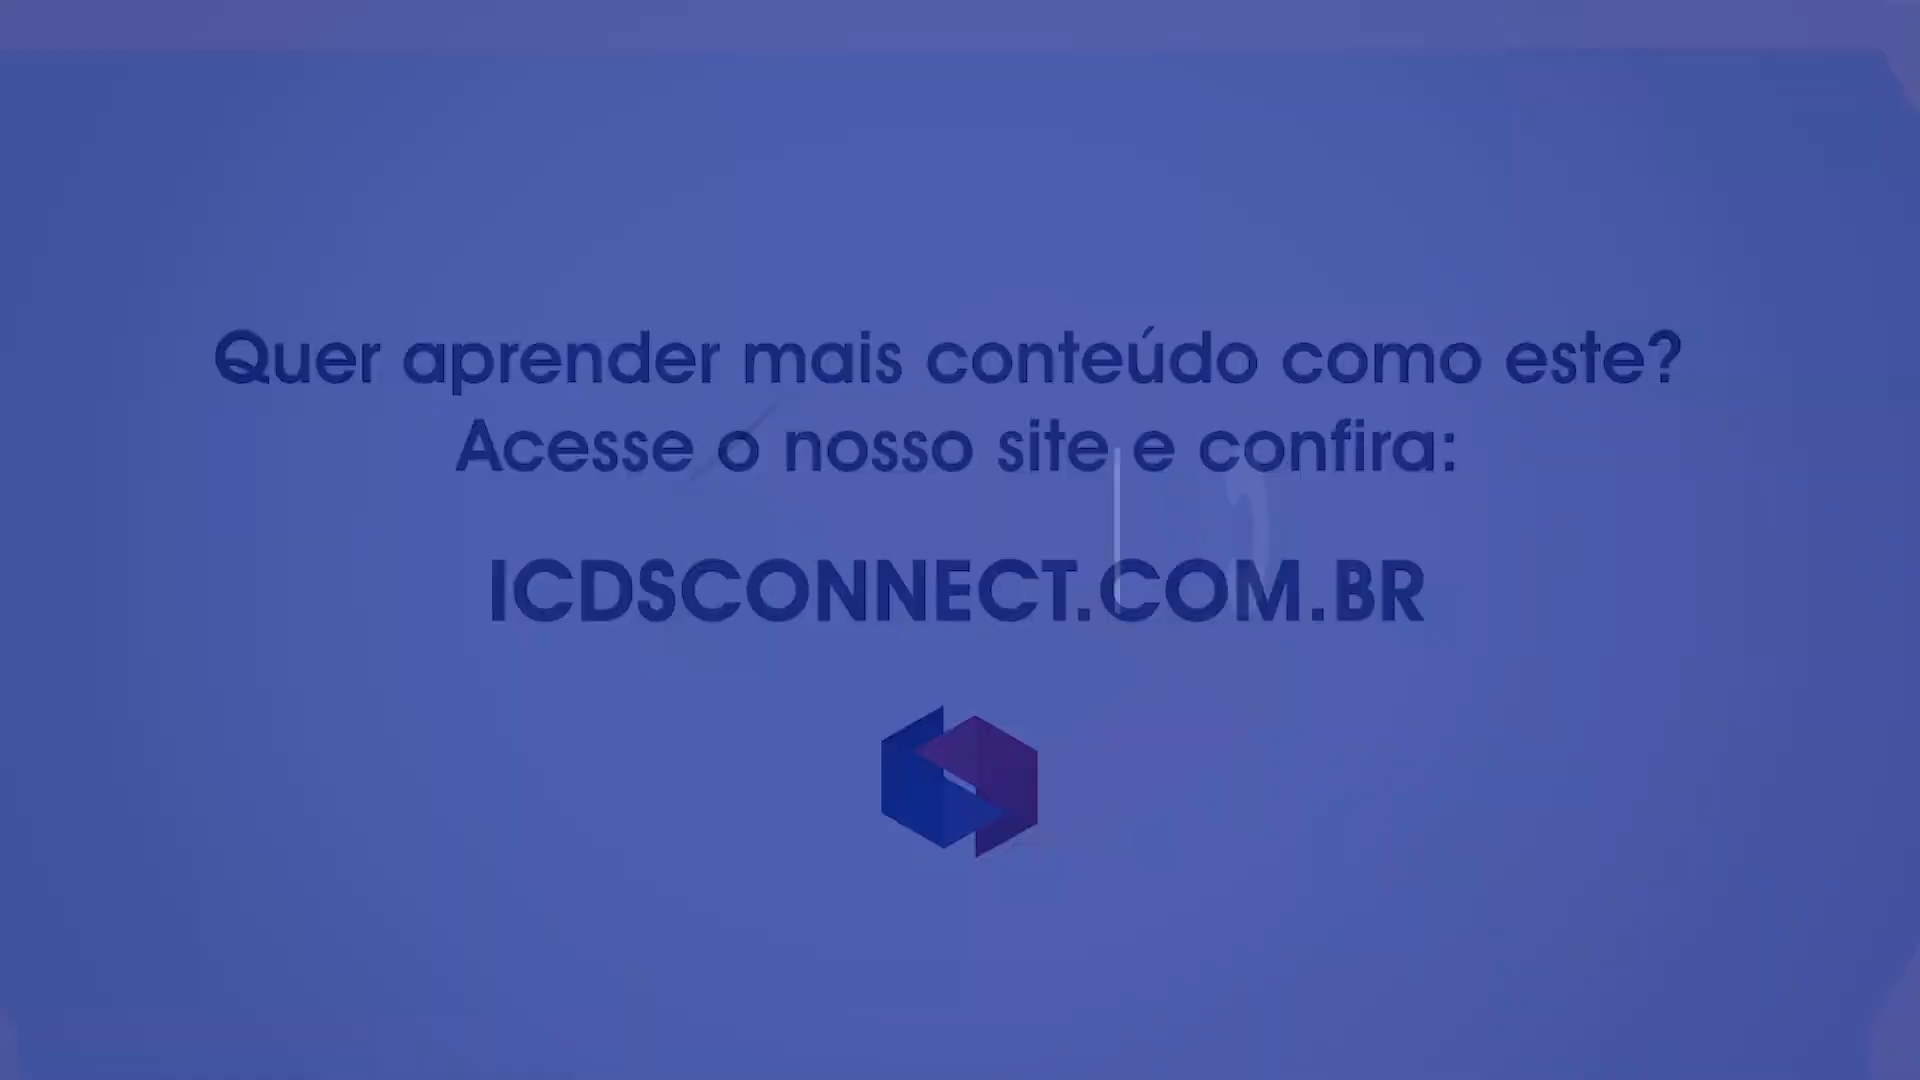 Quer aprender mais conteúdo como este?
Acesse o nosso site e confira:
ICDSCONNECT.COM.BR